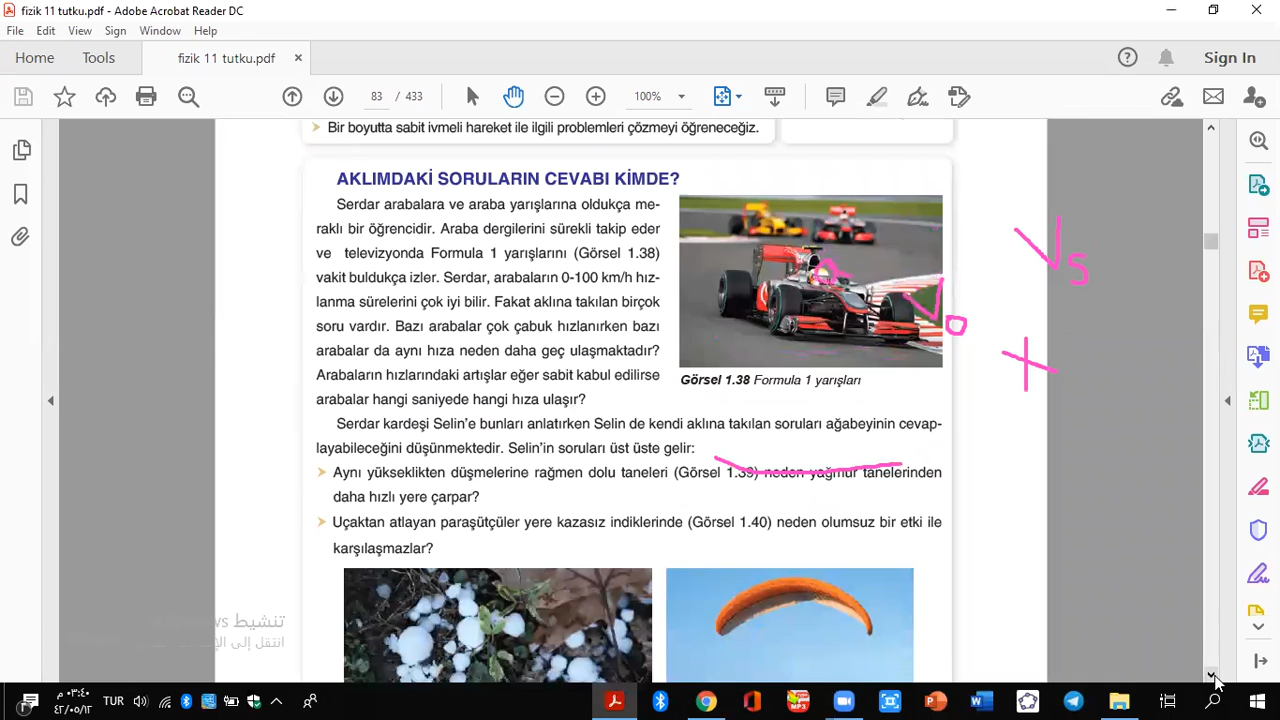 fizik 11 tutku.pdf - Adobe Acrobat Reader DC
File Edit View Sign Window Help
Home Tools fizik 11 tutku.pdf × Sign In
83 / 433 100%
Bir boyutta sabit ivmeli hareket ile ilgili problemleri çözmeyi öğreneceğiz.
AKLIMDAKİ SORULARIN CEVABI KİMDE?
Serdar arabalara ve araba yarışlarına oldukça me-
raklı bir öğrencidir. Araba dergilerini sürekli takip eder
ve televizyonda Formula 1 yarışlarını (Görsel 1.38)
vakit buldukça izler. Serdar, arabaların 0-100 km/h hız-
lanma sürelerini çok iyi bilir. Fakat aklına takılan birçok
soru vardır. Bazı arabalar çok çabuk hızlanırken bazı
arabalar da aynı hıza neden daha geç ulaşmaktadır?
Arabaların hızlarındaki artışlar eğer sabit kabul edilirse
arabalar hangi saniyede hangi hıza ulaşır?
V0
Vs
Görsel 1.38 Formula 1 yarışları
Serdar kardeşi Selin’e bunları anlatırken Selin de kendi aklına takılan soruları ağabeyinin cevap-
layabileceğini düşünmektedir. Selin’in soruları üst üste gelir:
Aynı yükseklikten düşmelerine rağmen dolu taneleri (Görsel 1.39) neden yağmur tanelerinden
daha hızlı yere çarpar?
Uçaktan atlayan paraşütçüler yere kazasız indiklerinde (Görsel 1.40) neden olumsuz bir etki ile
karşılaşmazlar?
تنشيط
TUR